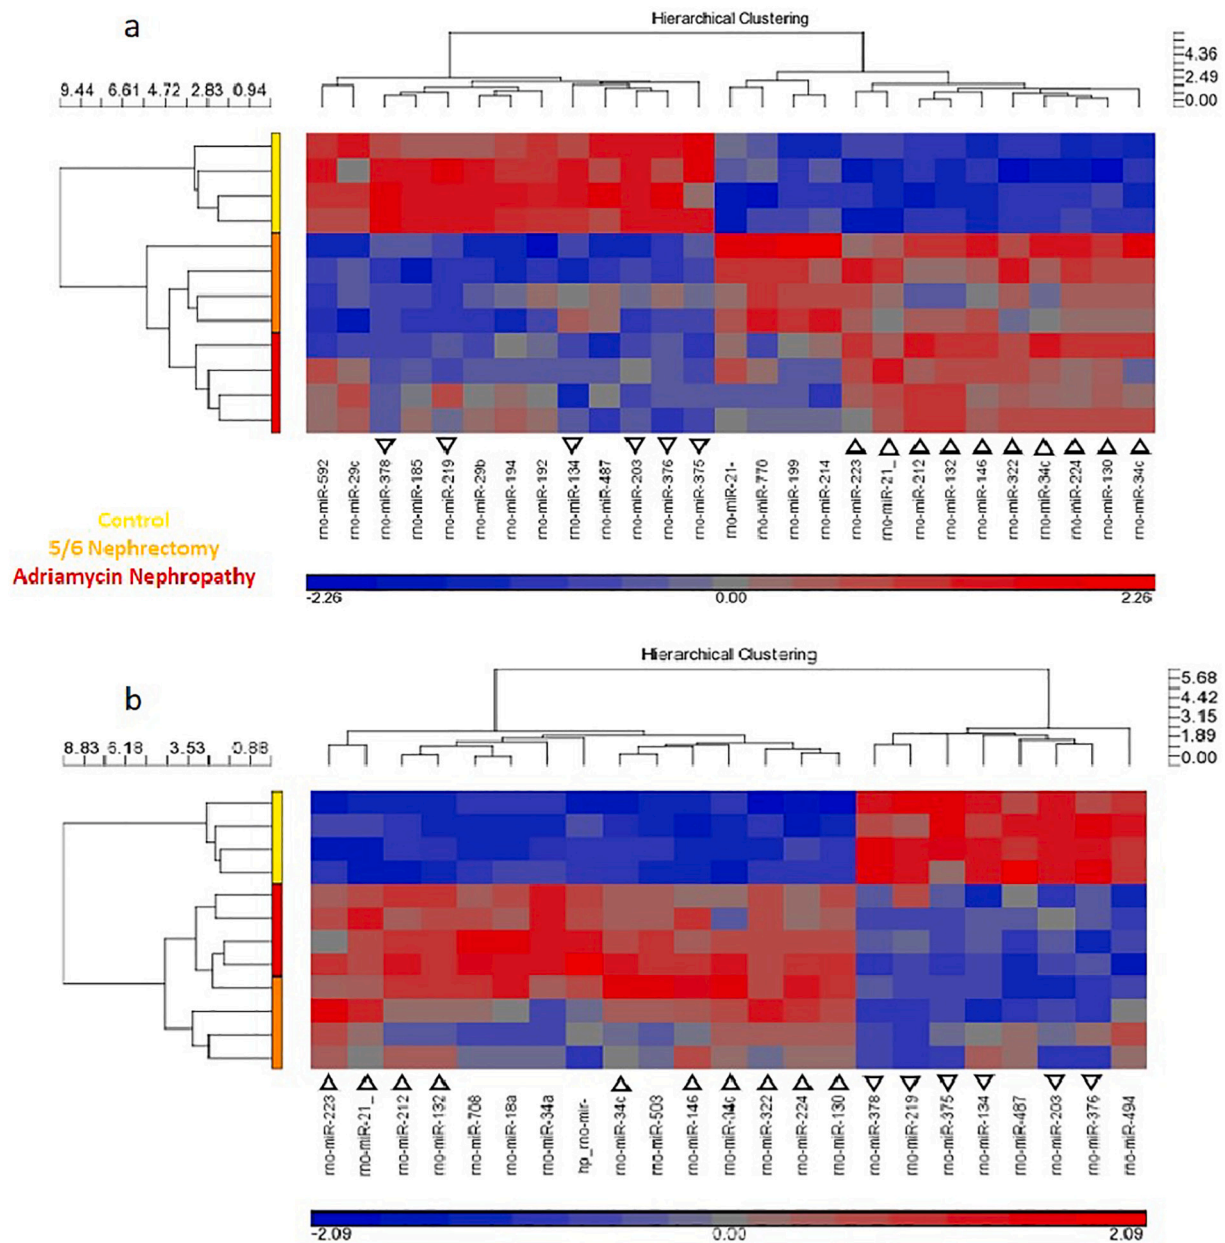 a
Hierarchical Clustering
4.36
2.49
0.00
9.44 6.61 4.72 2.83 0.94
rno-miR-592
rno-miR-29c
rno-miR-378
rno-miR-185
rno-miR-219
rno-miR-29b
rno-miR-194
rno-miR-192
rno-miR-134
rno-miR-487
rno-miR-203
rno-miR-376
rno-miR-375
rno-miR-21-
rno-miR-770
rno-miR-199
rno-miR-214
rno-miR-223
rno-miR-21_
rno-miR-212
rno-miR-132
rno-miR-146
rno-miR-322
rno-miR-34c
rno-miR-224
rno-miR-130
rno-miR-34c
Control
5/6 Nephrectomy
Adriamycin Nephropathy
-2.26 0.00 2.26
b
Hierarchical Clustering
5.68
4.42
3.15
1.89
0.00
8.83 6.18 3.53 0.88
rno-miR-223
rno-miR-21_
rno-miR-212
rno-miR-132
rno-miR-708
rno-miR-18a
rno-miR-34a
hp_rno-mir-
rno-miR-34c
rno-miR-503
rno-miR-146
rno-miR-34c
rno-miR-322
rno-miR-224
rno-miR-130
rno-miR-378
rno-miR-219
rno-miR-375
rno-miR-134
rno-miR-487
rno-miR-203
rno-miR-376
rno-miR-494
-2.09 0.00 2.09